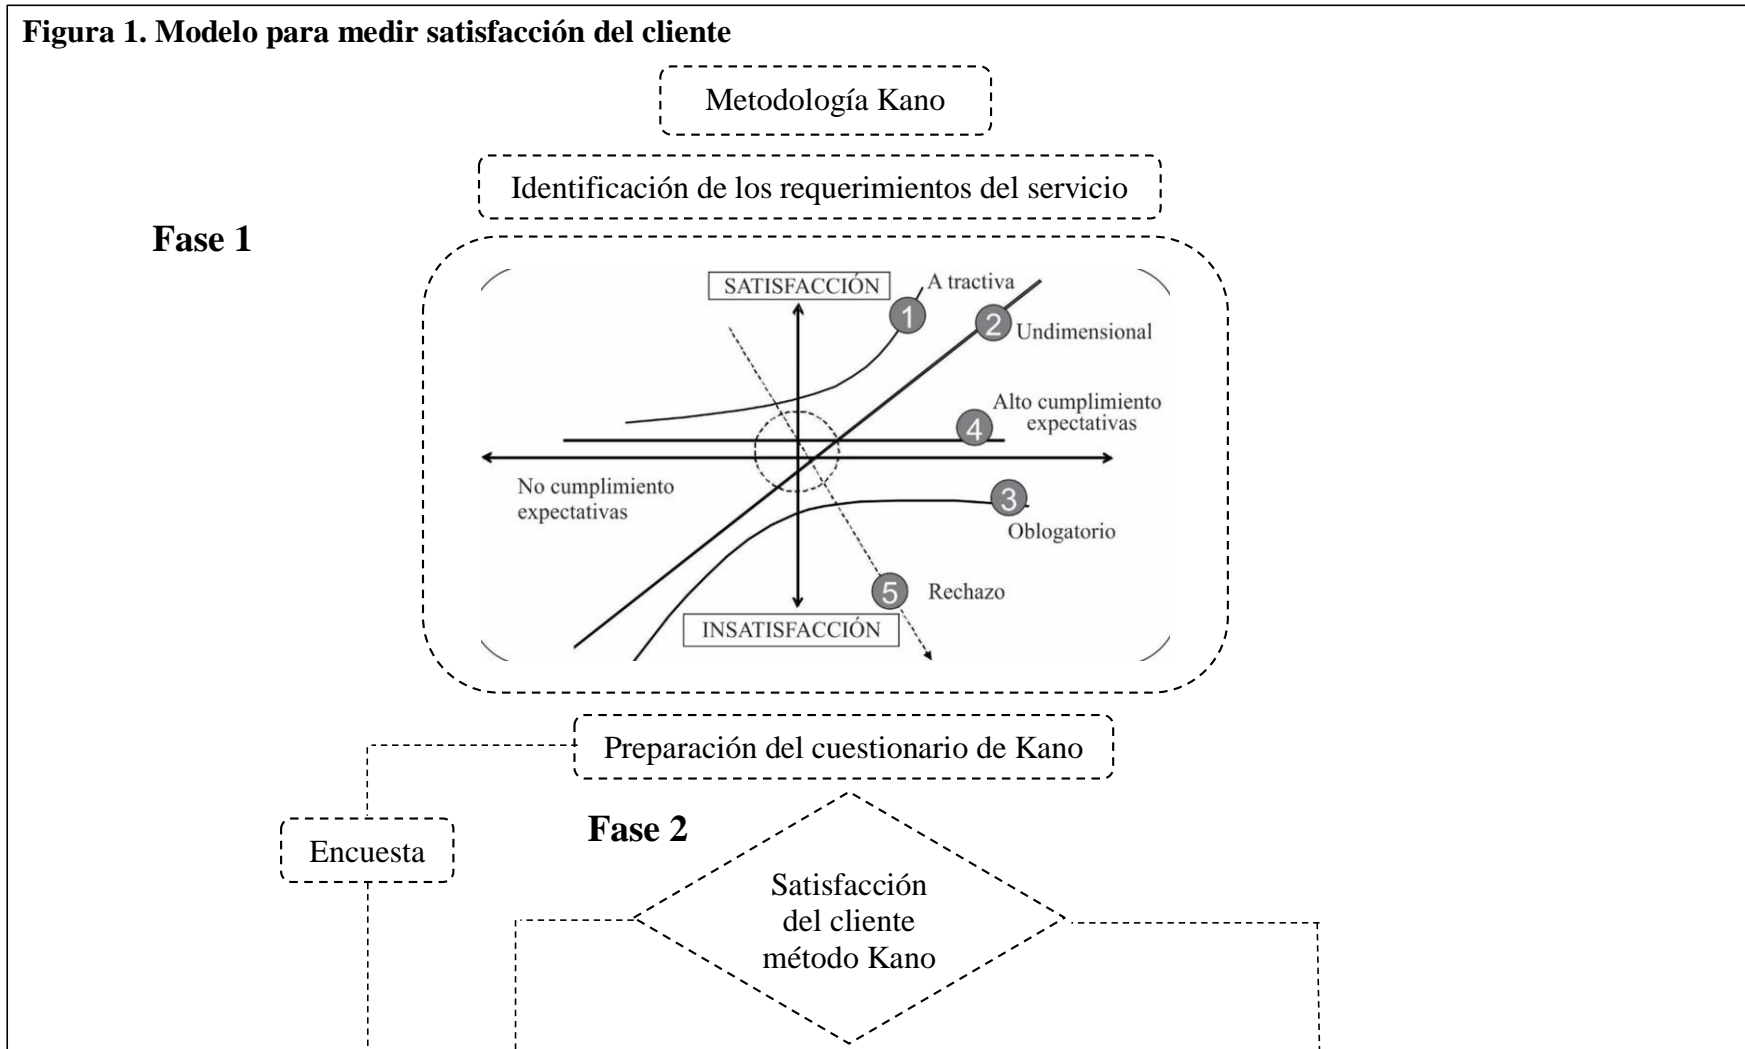 Figura 1. Modelo para medir satisfacción del cliente
Metodología Kano
Identificación de los requerimientos del servicio
Fase 1
SATISFACCIÓN
A tractiva
1
2
Undimensional
Alto cumplimiento
expectativas
4
No cumplimiento
expectativas
3
Oblogatorio
5
Rechazo
INSATISFACCIÓN
Preparación del cuestionario de Kano
Fase 2
Encuesta
Satisfacción
del cliente
método Kano